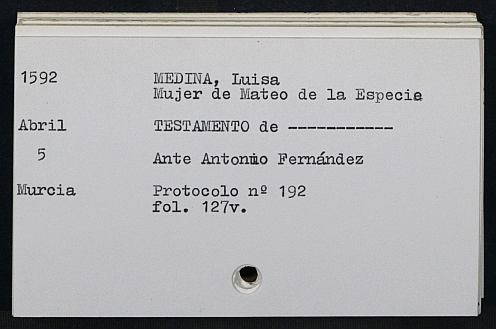 1592 MEDINA, Luisa
Mujer de Mateo de la Especie
Abril TESTAMENTO de -----------
5 Ante Antonio Fernández
Murcia Protocolo nº 192
fol. 127v.